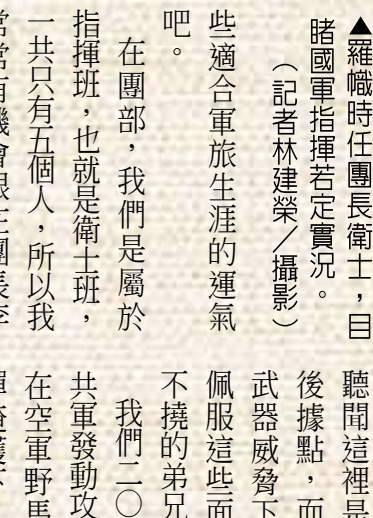 ▲羅幟時任團長衛士，目
睹國軍指揮若定實況。
（記者林建榮／攝影）
些適合軍旅生涯的運氣
吧。
在團部，我們是屬於
指揮班，也就是衛士班，
一共只有五個人，所以我
聽聞這裡是
後據點，而
武器威脅下
佩服這些面
不撓的弟兄
我們二〇
共軍發動攻
在空軍野馬